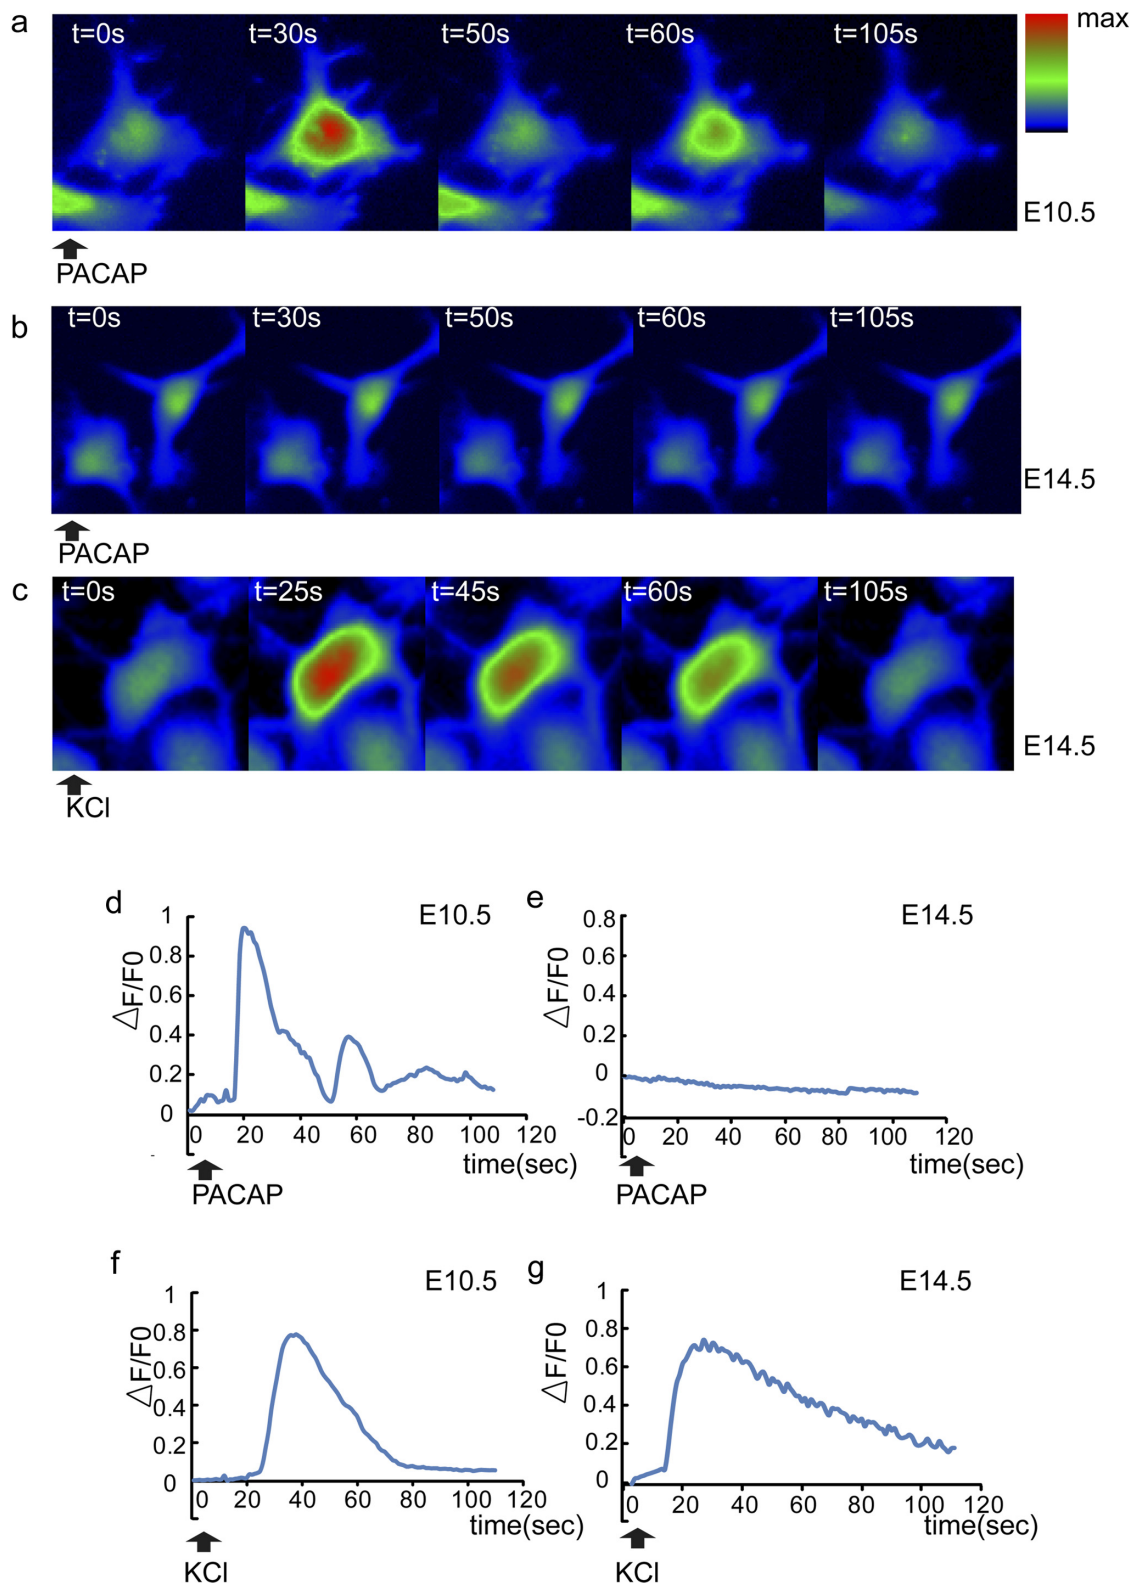 a
t=0s t=30s t=50s t=60s t=105s
max
E10.5
PACAP
b
t=0s t=30s t=50s t=60s t=105s
E14.5
PACAP
c
t=0s t=25s t=45s t=60s t=105s
E14.5
KCl
d
E10.5
△F/F0
1
0.8
0.6
0.4
0.2
0
0 20 40 60 80 100 120
time(sec)
PACAP
e
E14.5
△F/F0
0.8
0.6
0.4
0.2
0
-0.2
0 20 40 60 80 100 120
time(sec)
PACAP
f
E10.5
△F/F0
1
0.8
0.6
0.4
0.2
0
0 20 40 60 80 100 120
time(sec)
KCl
g
E14.5
△F/F0
1
0.8
0.6
0.4
0.2
0
0 20 40 60 80 100 120
time(sec)
KCl